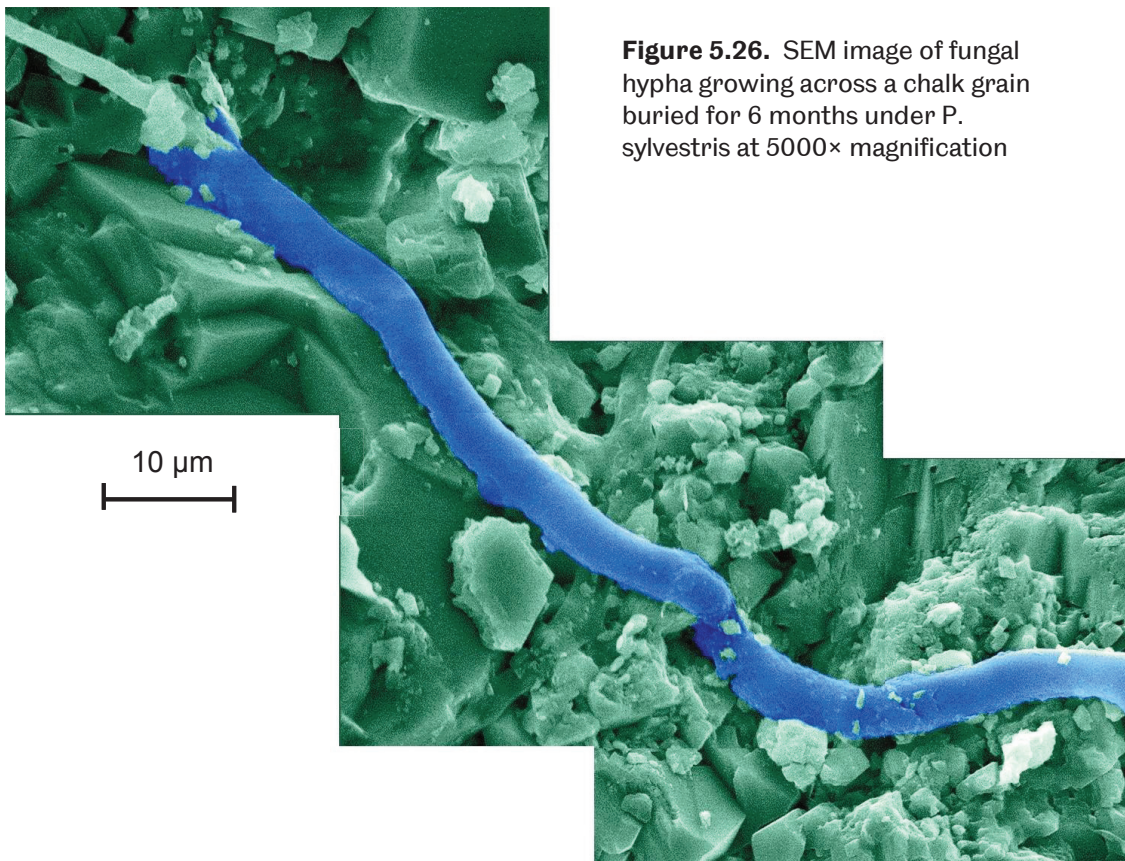 Figure 5.26. SEM image of fungal
hypha growing across a chalk grain
buried for 6 months under P.
sylvestris at 5000× magnification
10 μm